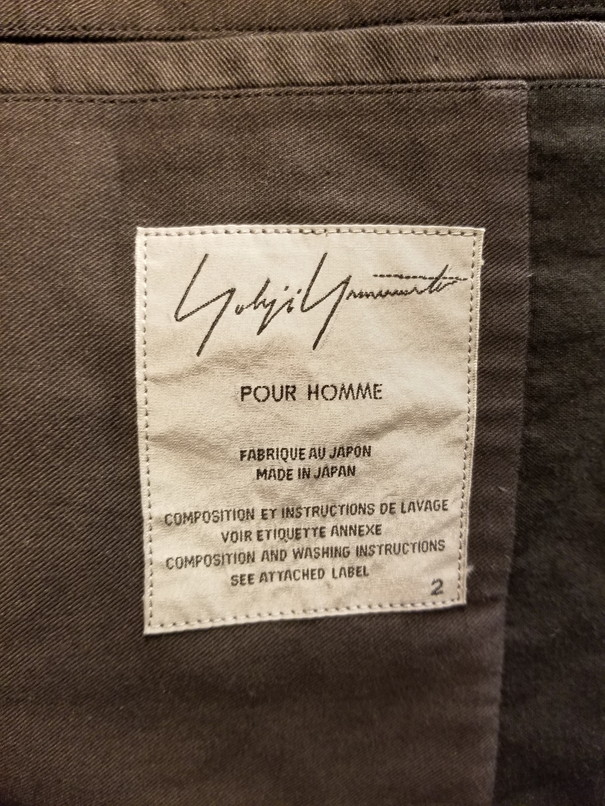 Yohji Yamamoto
POUR HOMME
FABRIQUE AU JAPON
MADE IN JAPAN
COMPOSITION ET INSTRUCTIONS DE LAVAGE
VOIR ETIQUETTE ANNEXE
COMPOSITION AND WASHING INSTRUCTIONS
SEE ATTACHED LABEL
2